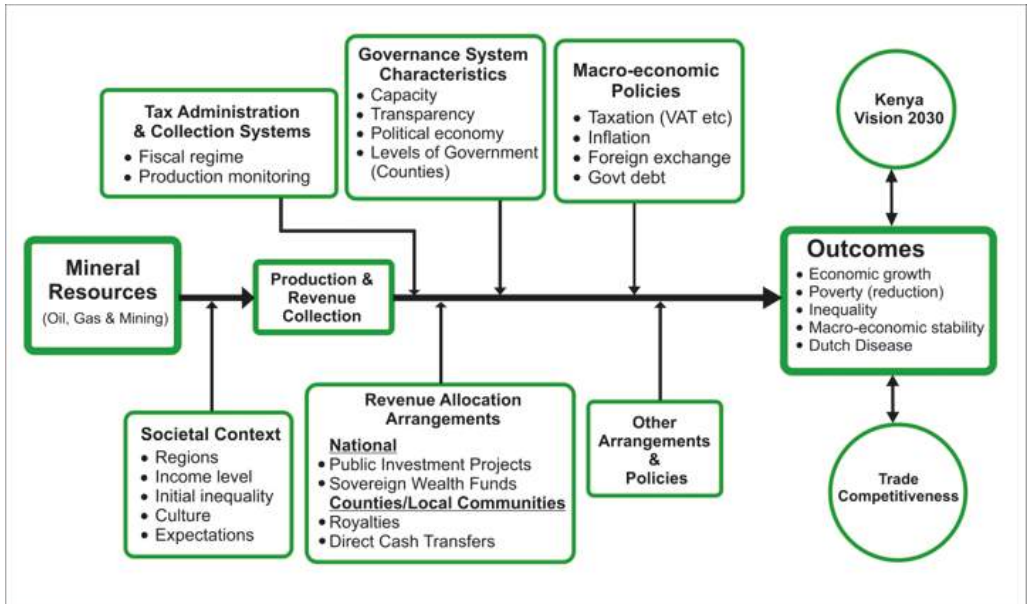 Governance System
Characteristics
• Capacity
• Transparency
• Political economy
• Levels of Government
(Counties)
Macro-economic
Policies
• Taxation (VAT etc)
• Inflation
• Foreign exchange
• Govt debt
Kenya
Vision 2030
Tax Administration
& Collection Systems
• Fiscal regime
• Production monitoring
Mineral
Resources
(Oil, Gas & Mining)
Production &
Revenue
Collection
Outcomes
• Economic growth
• Poverty (reduction)
• Inequality
• Macro-economic stability
• Dutch Disease
Societal Context
• Regions
• Income level
• Initial inequality
• Culture
• Expectations
Revenue Allocation
Arrangements
National
• Public Investment Projects
• Sovereign Wealth Funds
Counties/Local Communities
• Royalties
• Direct Cash Transfers
Other
Arrangements
&
Policies
Trade
Competitiveness